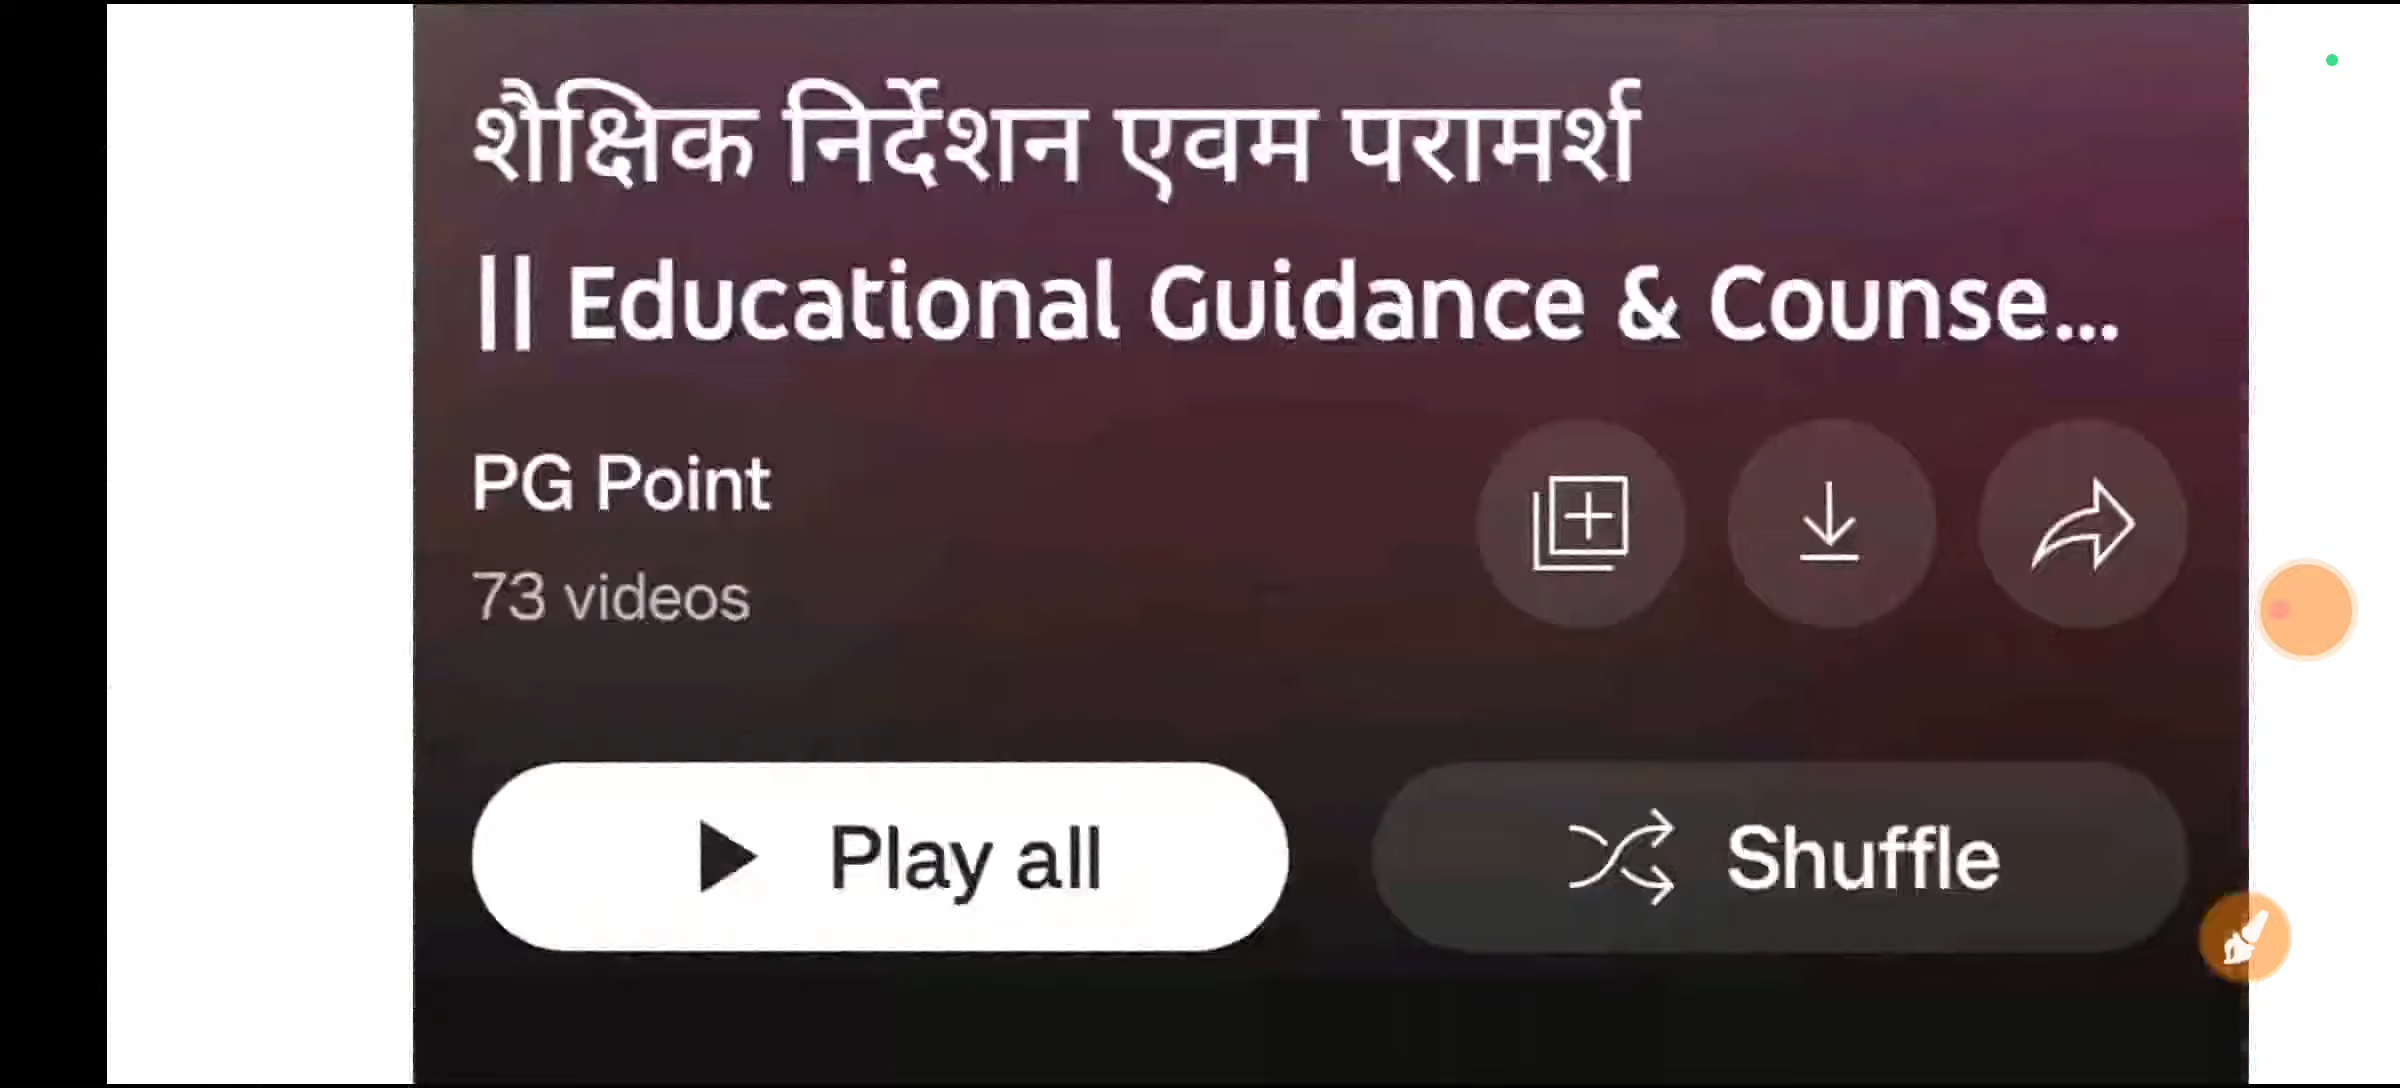 शैक्षिक निर्देशन एवम परामर्श
|| Educational Guidance & Counse...
PG Point
73 videos
Play all
Shuffle